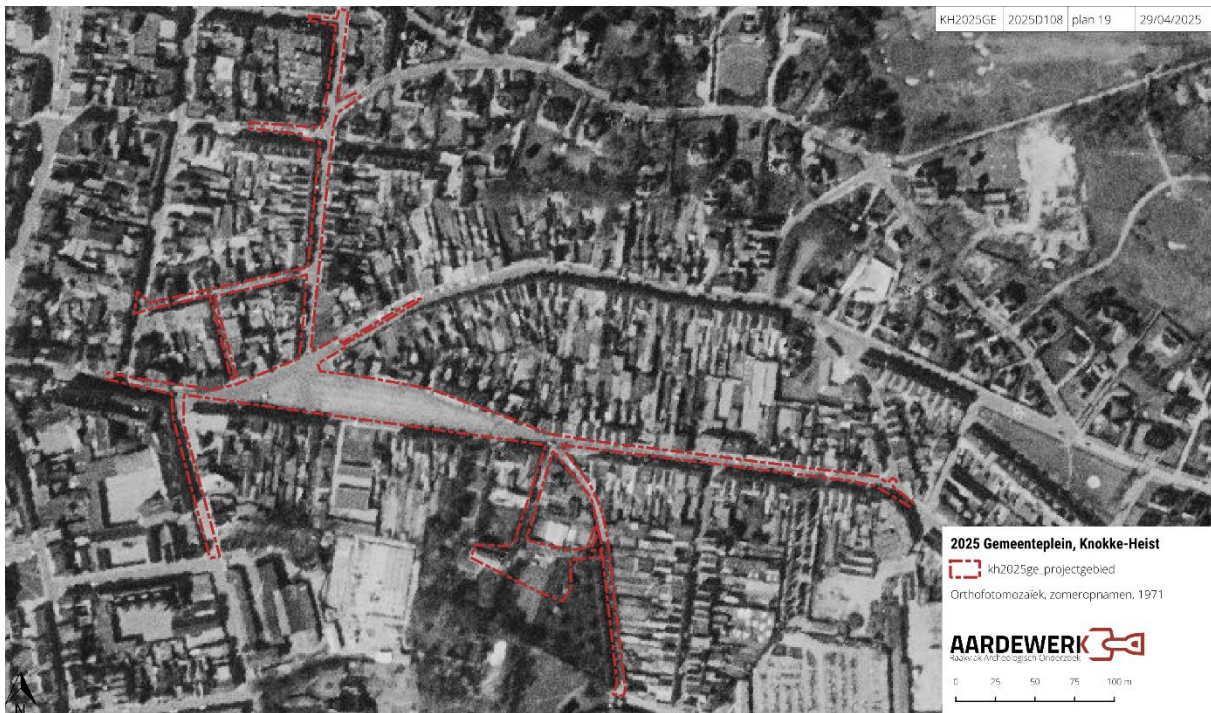 KH2025GE 2025D108 plan 19 29/04/2025
2025 Gemeenteplein, Knokke-Heist
kh2025ge_projectgebied
Orthofotomozaïek, zomeropnamen, 1971
AARDEWERK
Raakvlak Archeologisch Onderzoek
0 25 50 75 100 m
N